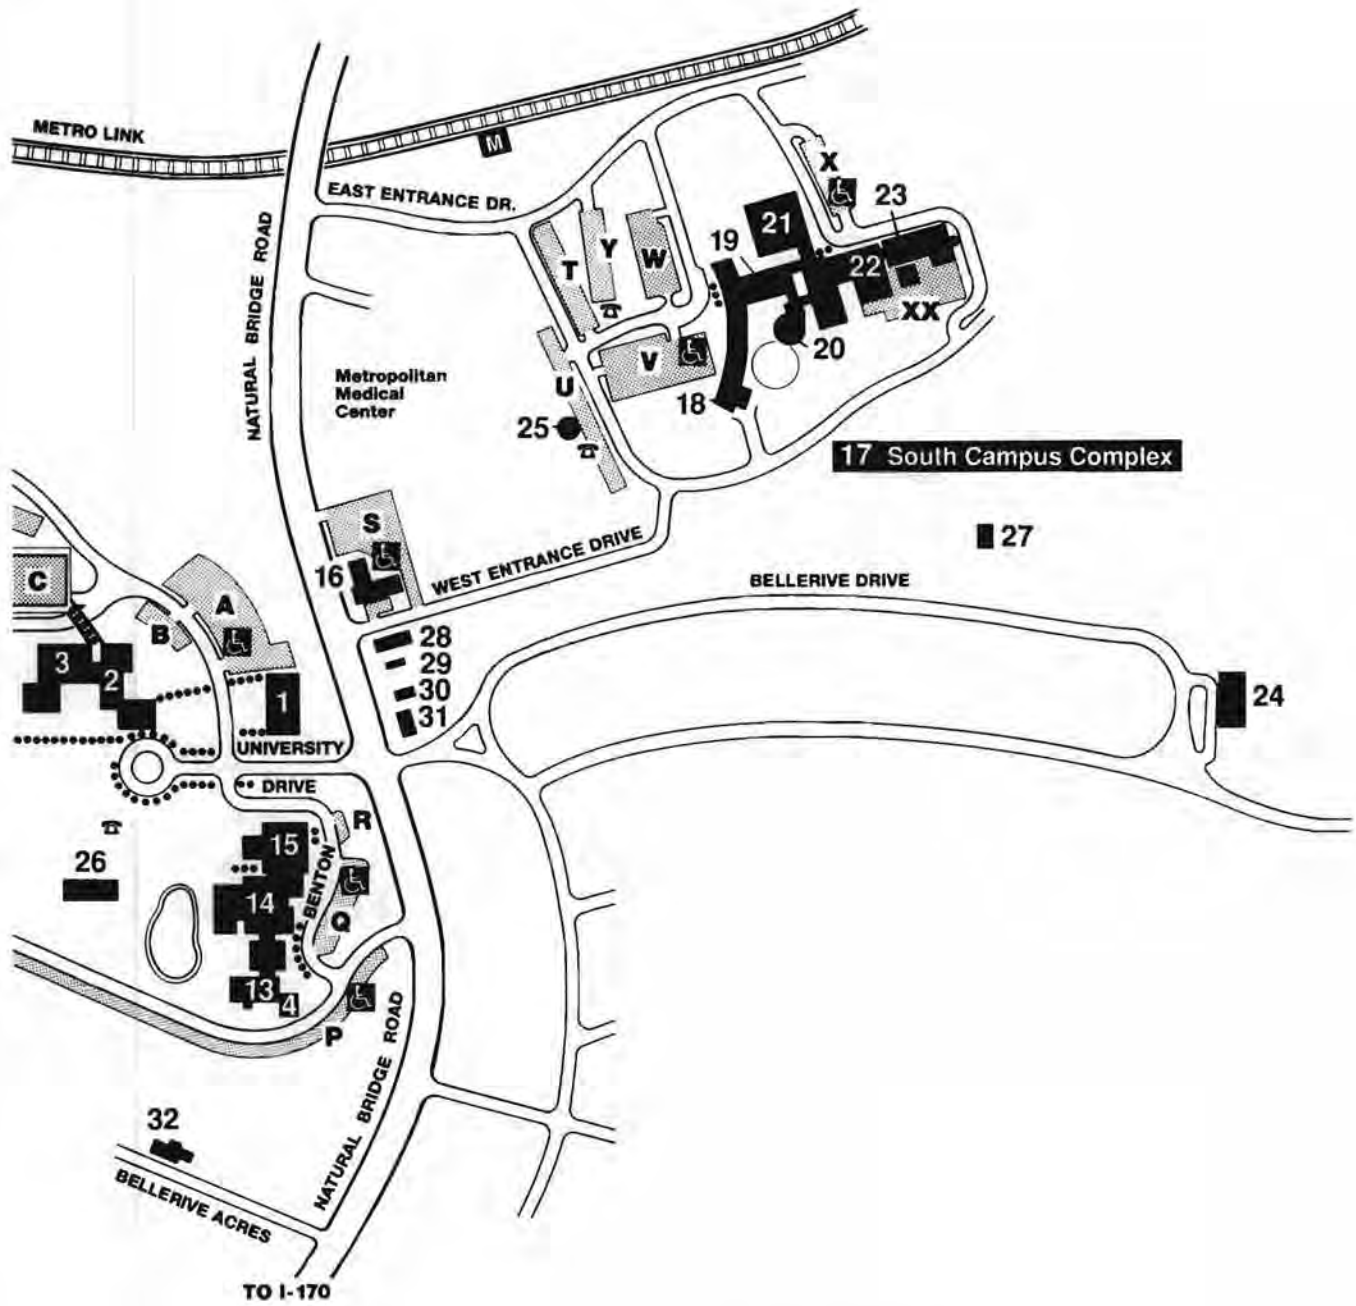 METRO LINK
M
EAST ENTRANCE DR.
NATURAL BRIDGE ROAD
X
23
21
19
Y
W
T
22
XX
20
V
U
18
25
Metropolitan
Medical
Center
17 South Campus Complex
S
27
16
WEST ENTRANCE DRIVE
BELLERIVE DRIVE
C
A
B
28
29
30
31
3
2
1
24
UNIVERSITY
DRIVE
R
15
BENTON
26
14
Q
13
4
P
NATURAL BRIDGE ROAD
32
BELLERIVE ACRES
TO I-170